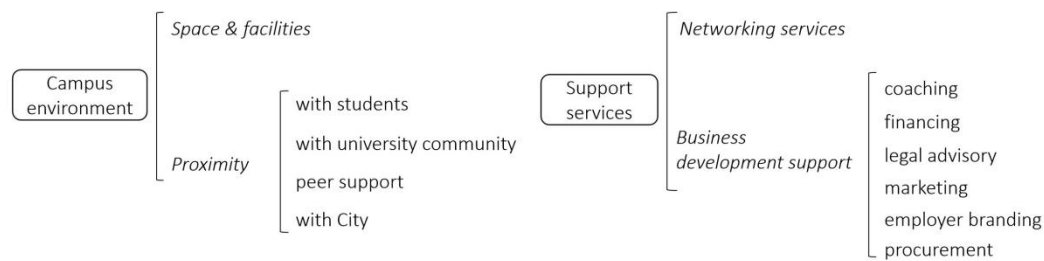 Campus
environment
Space & facilities
Proximity
with students
with university community
peer support
with City
Support
services
Networking services
Business
development support
coaching
financing
legal advisory
marketing
employer branding
procurement